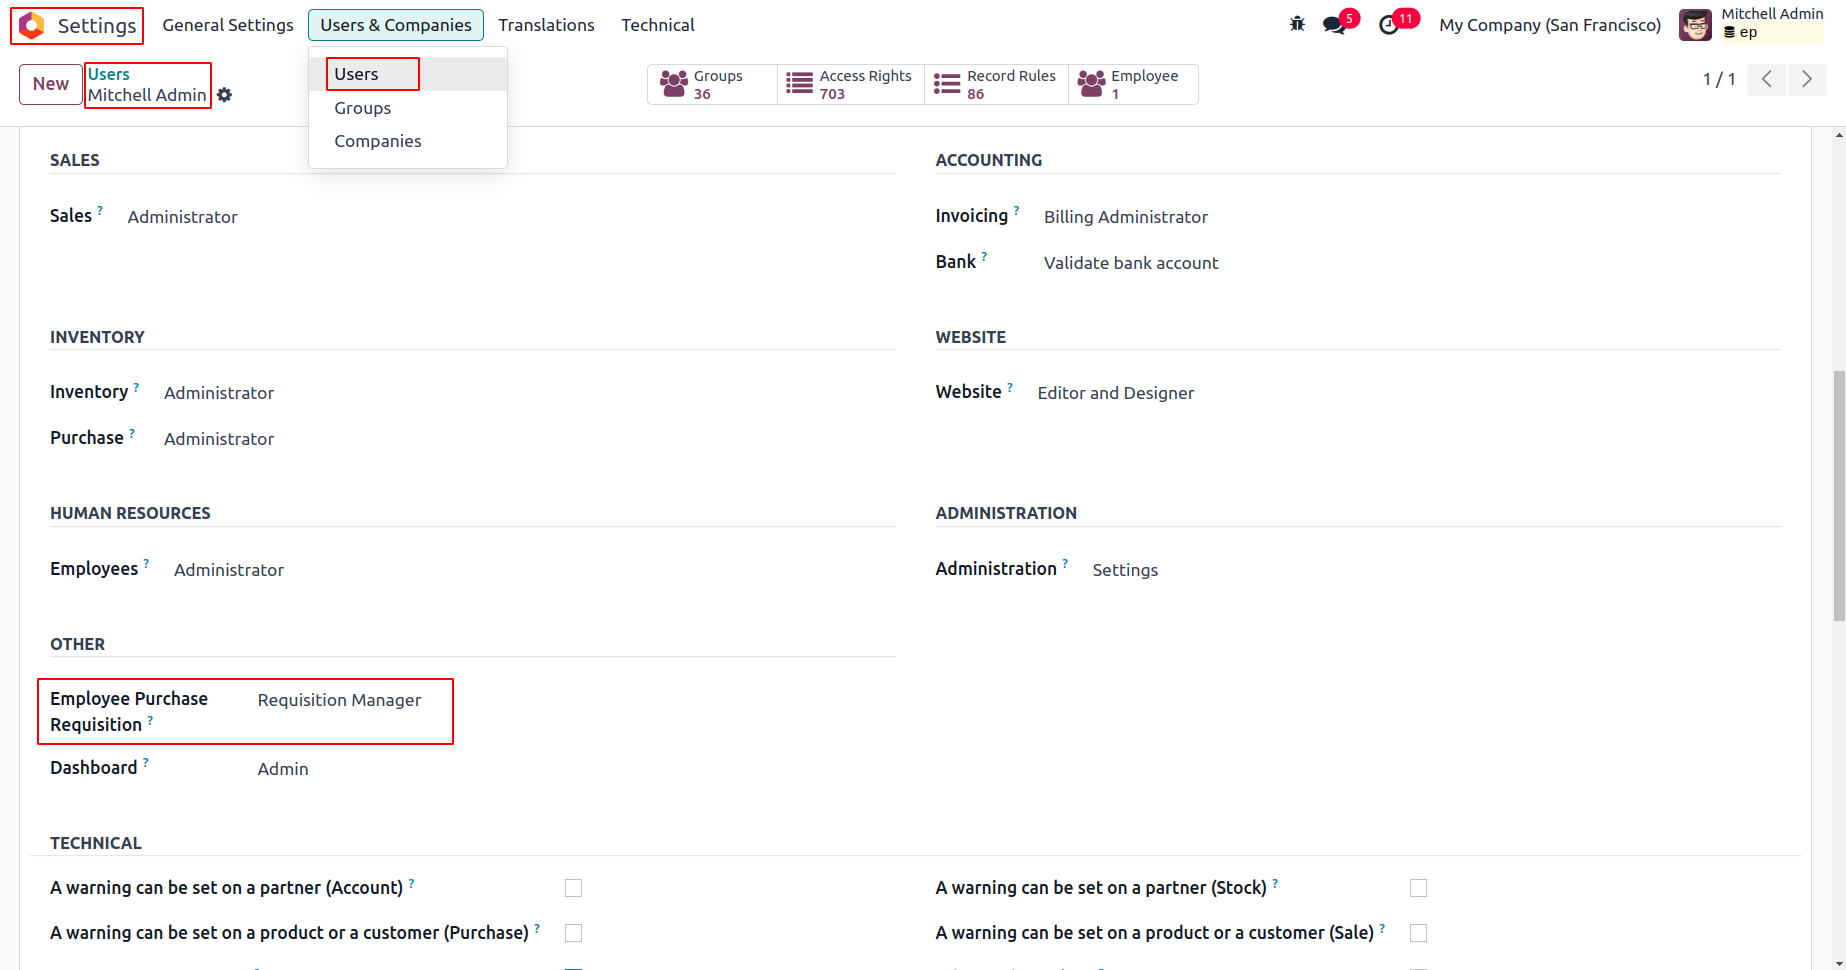 Settings General Settings Users & Companies Translations Technical 5 11 My Company (San Francisco) Mitchell Admin
ep
New Users
Mitchell Admin
Users
Groups
Companies
Groups
36
Access Rights
703
Record Rules
86
Employee
1
1 / 1
SALES
Sales ? Administrator
ACCOUNTING
Invoicing ? Billing Administrator
Bank ? Validate bank account
INVENTORY
Inventory ? Administrator
Purchase ? Administrator
WEBSITE
Website ? Editor and Designer
HUMAN RESOURCES
Employees ? Administrator
ADMINISTRATION
Administration ? Settings
OTHER
Employee Purchase Requisition Manager
Requisition ?
Dashboard ? Admin
TECHNICAL
A warning can be set on a partner (Account) ?
A warning can be set on a partner (Stock) ?
A warning can be set on a product or a customer (Purchase) ?
A warning can be set on a product or a customer (Sale) ?